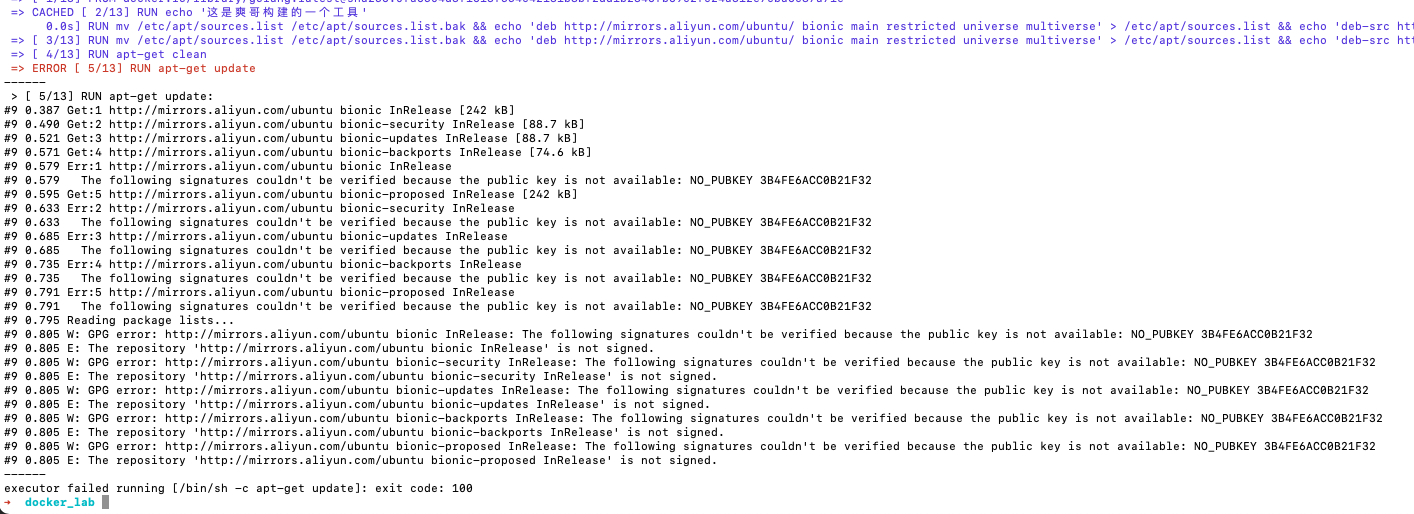 => CACHED [ 2/13] RUN echo '这是爽哥构建的一个工具'
0.0s] RUN mv /etc/apt/sources.list /etc/apt/sources.list.bak && echo 'deb http://mirrors.aliyun.com/ubuntu/ bionic main restricted universe multiverse' > /etc/apt/sources.list && echo 'deb-src htt
=> [ 3/13] RUN mv /etc/apt/sources.list /etc/apt/sources.list.bak && echo 'deb http://mirrors.aliyun.com/ubuntu/ bionic main restricted universe multiverse' > /etc/apt/sources.list && echo 'deb-src htt
=> [ 4/13] RUN apt-get clean
=> ERROR [ 5/13] RUN apt-get update
------
> [ 5/13] RUN apt-get update:
#9 0.387 Get:1 http://mirrors.aliyun.com/ubuntu bionic InRelease [242 kB]
#9 0.490 Get:2 http://mirrors.aliyun.com/ubuntu bionic-security InRelease [88.7 kB]
#9 0.521 Get:3 http://mirrors.aliyun.com/ubuntu bionic-updates InRelease [88.7 kB]
#9 0.571 Get:4 http://mirrors.aliyun.com/ubuntu bionic-backports InRelease [74.6 kB]
#9 0.579 Err:1 http://mirrors.aliyun.com/ubuntu bionic InRelease
#9 0.579   The following signatures couldn't be verified because the public key is not available: NO_PUBKEY 3B4FE6ACC0B21F32
#9 0.595 Get:5 http://mirrors.aliyun.com/ubuntu bionic-proposed InRelease [242 kB]
#9 0.633 Err:2 http://mirrors.aliyun.com/ubuntu bionic-security InRelease
#9 0.633   The following signatures couldn't be verified because the public key is not available: NO_PUBKEY 3B4FE6ACC0B21F32
#9 0.685 Err:3 http://mirrors.aliyun.com/ubuntu bionic-updates InRelease
#9 0.685   The following signatures couldn't be verified because the public key is not available: NO_PUBKEY 3B4FE6ACC0B21F32
#9 0.735 Err:4 http://mirrors.aliyun.com/ubuntu bionic-backports InRelease
#9 0.735   The following signatures couldn't be verified because the public key is not available: NO_PUBKEY 3B4FE6ACC0B21F32
#9 0.791 Err:5 http://mirrors.aliyun.com/ubuntu bionic-proposed InRelease
#9 0.791   The following signatures couldn't be verified because the public key is not available: NO_PUBKEY 3B4FE6ACC0B21F32
#9 0.795 Reading package lists...
#9 0.805 W: GPG error: http://mirrors.aliyun.com/ubuntu bionic InRelease: The following signatures couldn't be verified because the public key is not available: NO_PUBKEY 3B4FE6ACC0B21F32
#9 0.805 E: The repository 'http://mirrors.aliyun.com/ubuntu bionic InRelease' is not signed.
#9 0.805 W: GPG error: http://mirrors.aliyun.com/ubuntu bionic-security InRelease: The following signatures couldn't be verified because the public key is not available: NO_PUBKEY 3B4FE6ACC0B21F32
#9 0.805 E: The repository 'http://mirrors.aliyun.com/ubuntu bionic-security InRelease' is not signed.
#9 0.805 W: GPG error: http://mirrors.aliyun.com/ubuntu bionic-updates InRelease: The following signatures couldn't be verified because the public key is not available: NO_PUBKEY 3B4FE6ACC0B21F32
#9 0.805 E: The repository 'http://mirrors.aliyun.com/ubuntu bionic-updates InRelease' is not signed.
#9 0.805 W: GPG error: http://mirrors.aliyun.com/ubuntu bionic-backports InRelease: The following signatures couldn't be verified because the public key is not available: NO_PUBKEY 3B4FE6ACC0B21F32
#9 0.805 E: The repository 'http://mirrors.aliyun.com/ubuntu bionic-backports InRelease' is not signed.
#9 0.805 W: GPG error: http://mirrors.aliyun.com/ubuntu bionic-proposed InRelease: The following signatures couldn't be verified because the public key is not available: NO_PUBKEY 3B4FE6ACC0B21F32
#9 0.805 E: The repository 'http://mirrors.aliyun.com/ubuntu bionic-proposed InRelease' is not signed.
------
executor failed running [/bin/sh -c apt-get update]: exit code: 100
➜  docker_lab